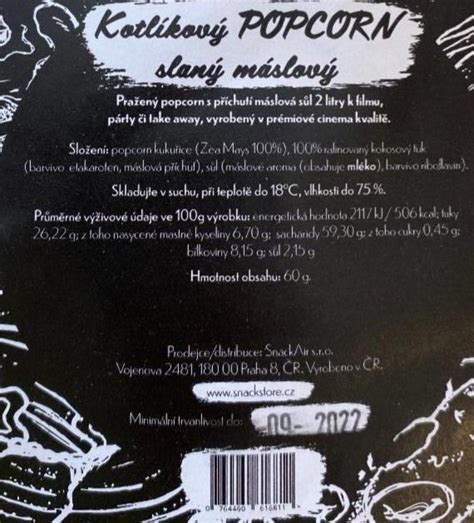 Kotlíkový POPCORN
slaný máslový
Pražený popcorn s příchutí máslová sůl 2 litry k filmu,
párty či take away, vyrobený v prémiové cinema kvalitě.
Složení: popcorn kukuřice (Zea Mays 100%), 100% rafinovaný kokosový tuk
(barvivo etakaroten, máslová příchuť), sůl (máslové aroma (obsahuje mléko), barvivo riboflavin).
Skladujte v suchu, při teplotě do 18°C, vlhkosti do 75 %.
Průměrné výživové údaje ve 100g výrobku: energetická hodnota 2117kJ / 506 kcal; tuky
26,22 g; z toho nasycené mastné kyseliny 6,70 g; sacharidy 59,30 g; z toho cukry 0,45 g;
bílkoviny 8,15 g; sůl 2,15 g
Hmotnost obsahu: 60 g.
Prodejce/distribuce: SnackAir s.r.o.
Vojenova 2481, 180 00 Praha 8, ČR. Vyrobeno v ČR.
www.snackstore.cz
Minimální trvanlivost do: 09- 2022
0 764460 616811